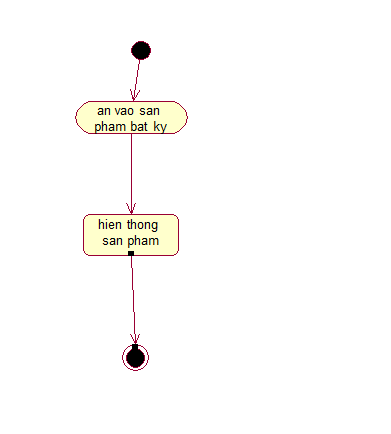 an vao san
pham bat ky
hien thong
san pham